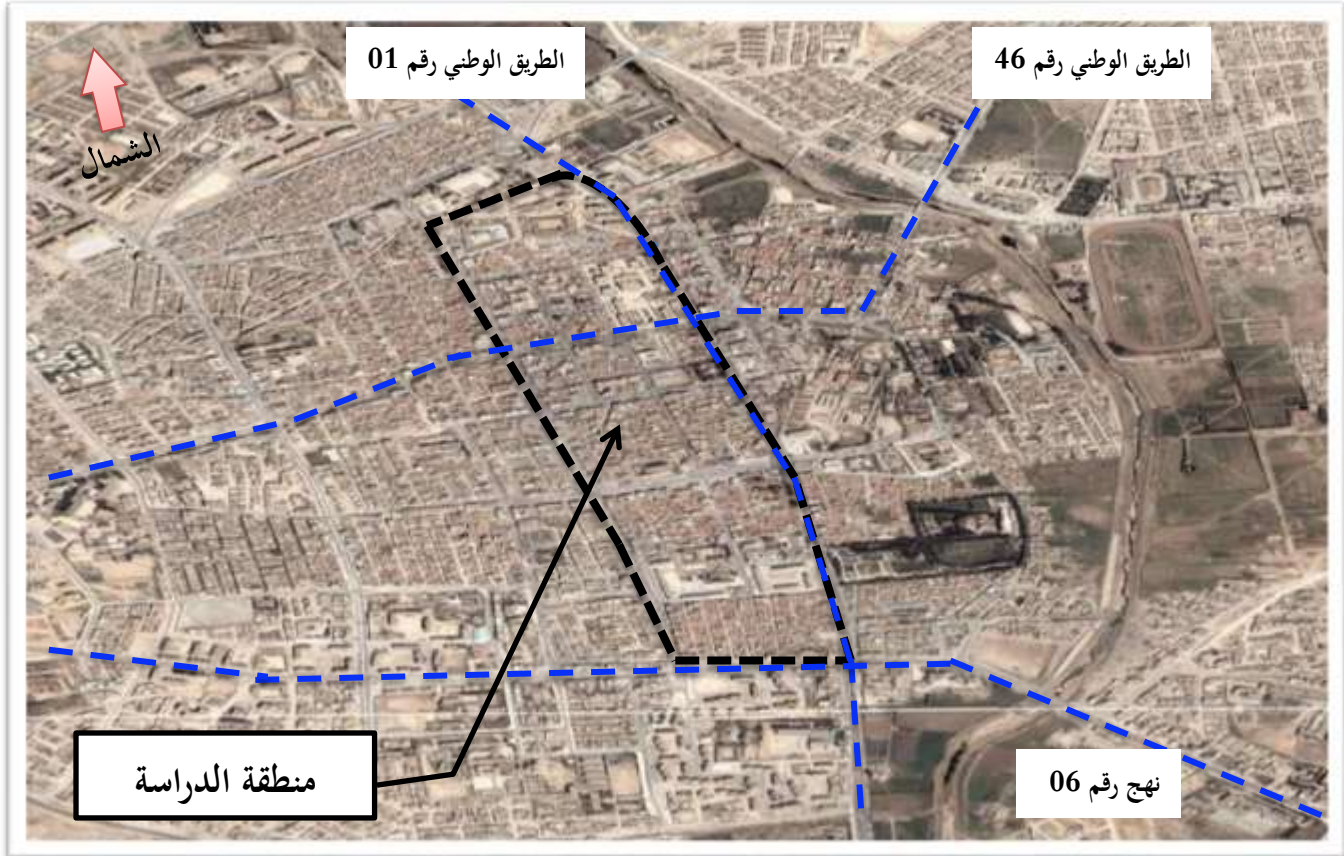 الطريق الوطني رقم 01
الطريق الوطني رقم 46
الشمال
منطقة الدراسة
نهج رقم 06